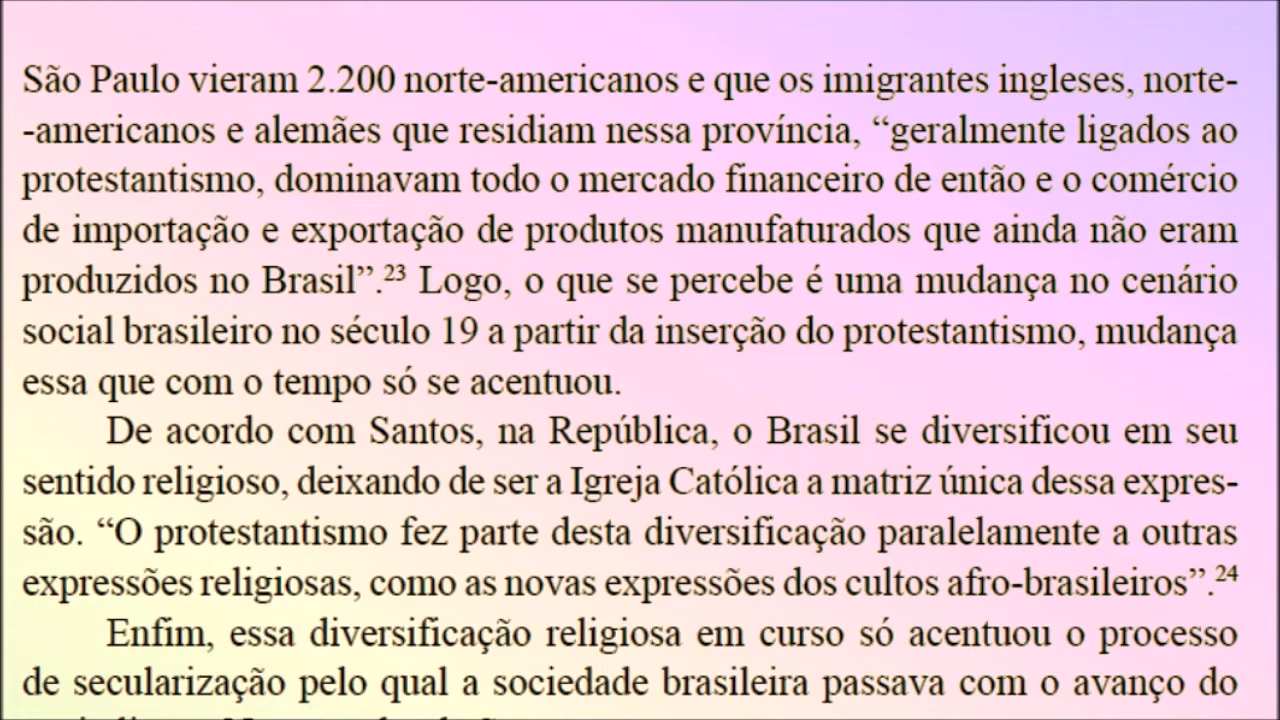 São Paulo vieram 2.200 norte-americanos e que os imigrantes ingleses, norte-
-americanos e alemães que residiam nessa província, “geralmente ligados ao
protestantismo, dominavam todo o mercado financeiro de então e o comércio
de importação e exportação de produtos manufaturados que ainda não eram
produzidos no Brasil”.²³ Logo, o que se percebe é uma mudança no cenário
social brasileiro no século 19 a partir da inserção do protestantismo, mudança
essa que com o tempo só se acentuou.
De acordo com Santos, na República, o Brasil se diversificou em seu
sentido religioso, deixando de ser a Igreja Católica a matriz única dessa expres-
são. “O protestantismo fez parte desta diversificação paralelamente a outras
expressões religiosas, como as novas expressões dos cultos afro-brasileiros”.²⁴
Enfim, essa diversificação religiosa em curso só acentuou o processo
de secularização pelo qual a sociedade brasileira passava com o avanço do